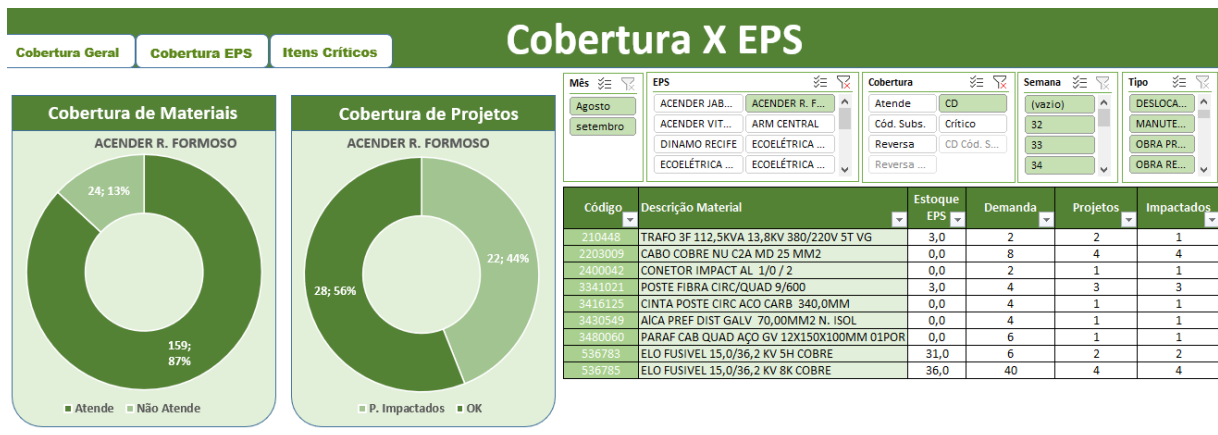 Cobertura X EPS
Cobertura Geral
Cobertura EPS
Itens Críticos
Cobertura de Materiais
ACENDER R. FORMOSO
24; 13%
159;
87%
Atende
Não Atende
Cobertura de Projetos
ACENDER R. FORMOSO
22; 44%
28; 56%
P. Impactados
OK
Mês
Agosto
setembro
EPS
ACENDER JAB... ACENDER R. F...
ACENDER VIT... ARM CENTRAL
DINAMO RECIFE ECOELÉTRICA ...
ECOELÉTRICA ... ECOELÉTRICA ...
Cobertura
Atende CD
Cód. Subs. Crítico
Reversa CD Cód. S...
Reversa ...
Semana
(vazio)
32
33
34
Tipo
DESLOCA...
MANUTE...
OBRA PR...
OBRA RE...
Código Descrição Material Estoque EPS Demanda Projetos Impactados
210448 TRAFO 3F 112,5KVA 13,8KV 380/220V 5T VG 3,0 2 2 1
2203009 CABO COBRE NU C2A MD 25 MM2 0,0 8 4 4
2400042 CONETOR IMPACT AL 1/0 / 2 0,0 2 1 1
3341021 POSTE FIBRA CIRC/QUAD 9/600 3,0 4 3 3
3416125 CINTA POSTE CIRC ACO CARB 340,0MM 0,0 4 1 1
3430549 AlCA PREF DIST GALV 70,00MM2 N. ISOL 0,0 4 1 1
3480060 PARAF CAB QUAD AÇO GV 12X150X100MM 01POR 0,0 6 1 1
536783 ELO FUSIVEL 15,0/36,2 KV 5H COBRE 31,0 6 2 2
536785 ELO FUSIVEL 15,0/36,2 KV 8K COBRE 36,0 40 4 4